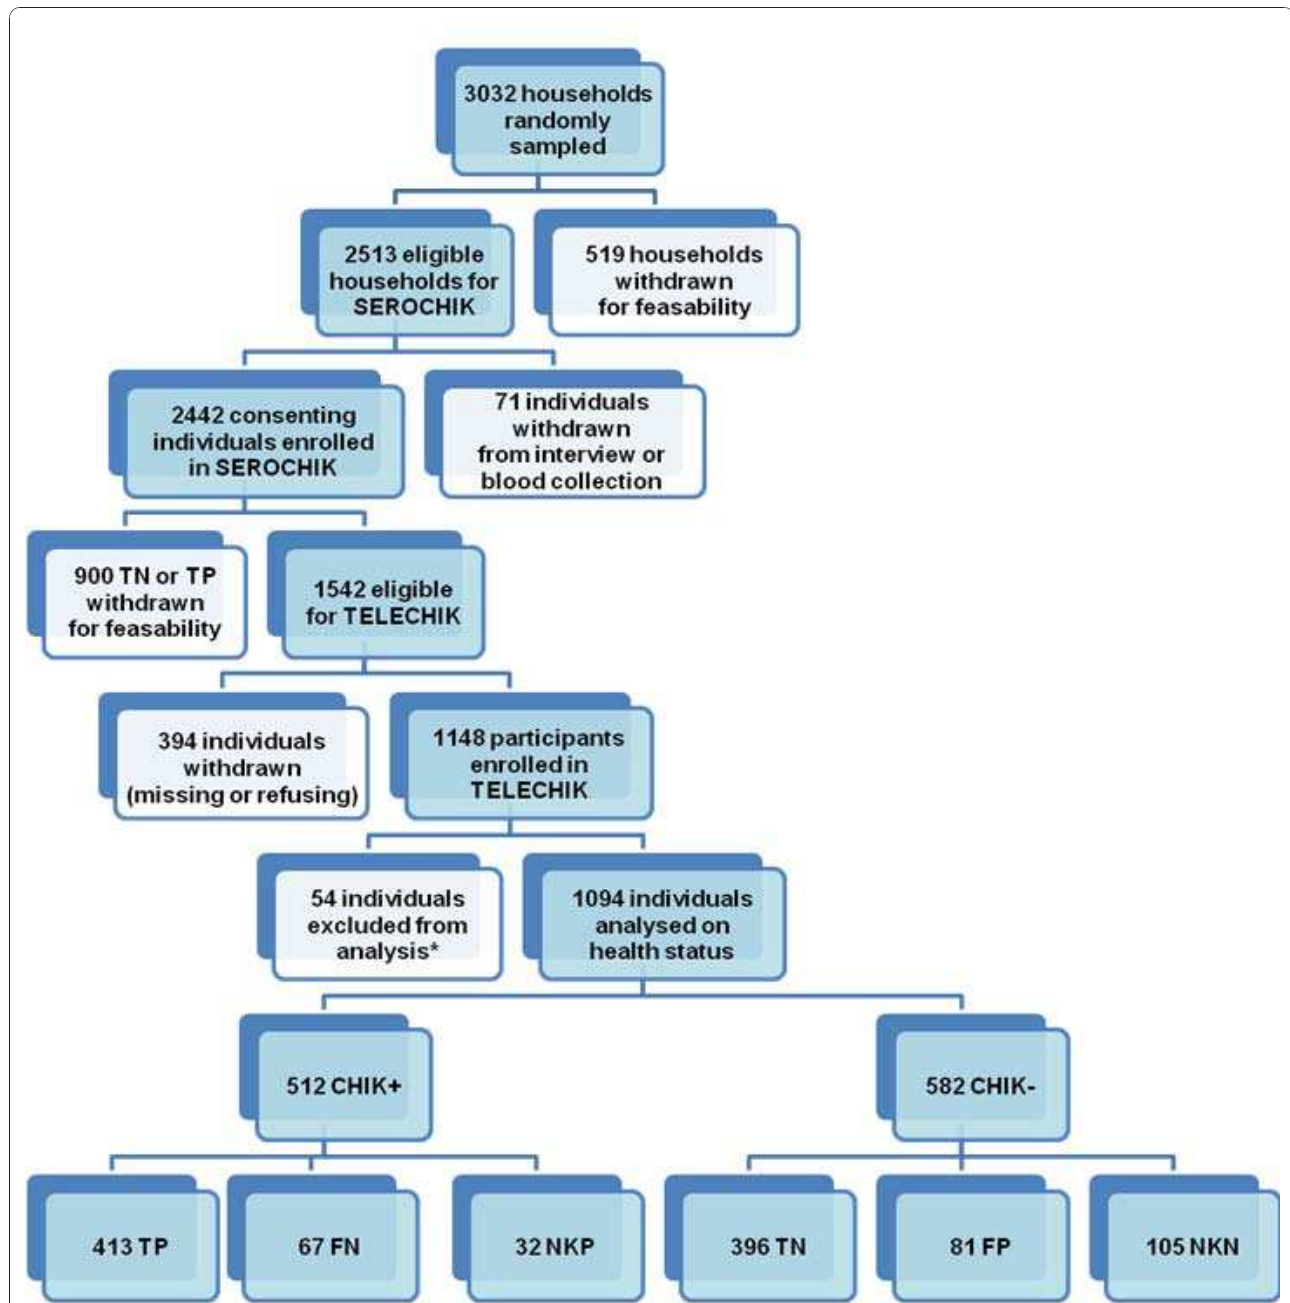 3032 households
randomly
sampled
2513 eligible
households for
SEROCHIK
519 households
withdrawn
for feasability
2442 consenting
individuals enrolled
in SEROCHIK
71 individuals
withdrawn
from interview or
blood collection
900 TN or TP
withdrawn
for feasability
1542 eligible
for TELECHIK
394 individuals
withdrawn
(missing or refusing)
1148 participants
enrolled in
TELECHIK
54 individuals
excluded from
analysis*
1094 individuals
analysed on
health status
512 CHIK+
582 CHIK-
413 TP
67 FN
32 NKP
396 TN
81 FP
105 NKN